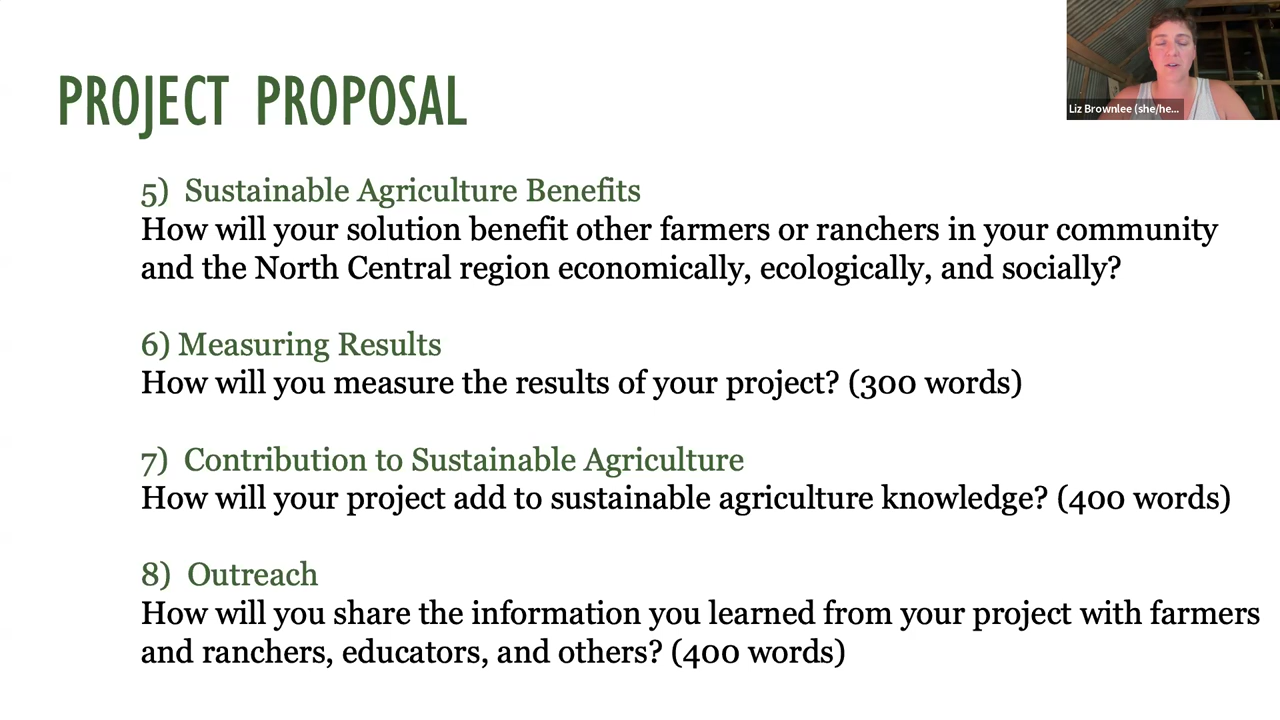 PROJECT PROPOSAL
Liz Brownlee (she/he...
5) Sustainable Agriculture Benefits
How will your solution benefit other farmers or ranchers in your community
and the North Central region economically, ecologically, and socially?
6) Measuring Results
How will you measure the results of your project? (300 words)
7) Contribution to Sustainable Agriculture
How will your project add to sustainable agriculture knowledge? (400 words)
8) Outreach
How will you share the information you learned from your project with farmers
and ranchers, educators, and others? (400 words)